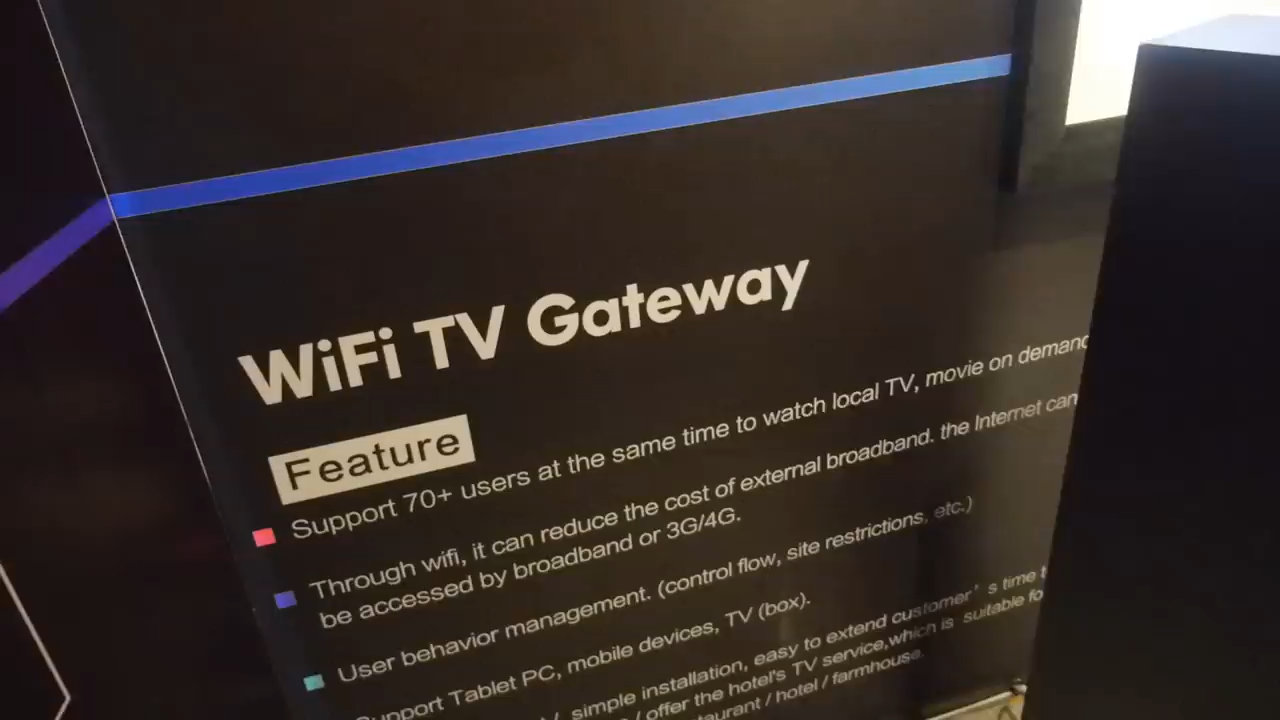 WiFi TV Gateway
Feature
Support 70+ users at the same time to watch local TV, movie on demand
Through wifi, it can reduce the cost of external broadband. the Internet can
be accessed by broadband or 3G/4G.
User behavior management. (control flow, site restrictions, etc.)
Support Tablet PC, mobile devices, TV (box).
simple installation, easy to extend customer's time
/ offer the hotel's TV service,which is suitable
/ hotel / farmhouse.